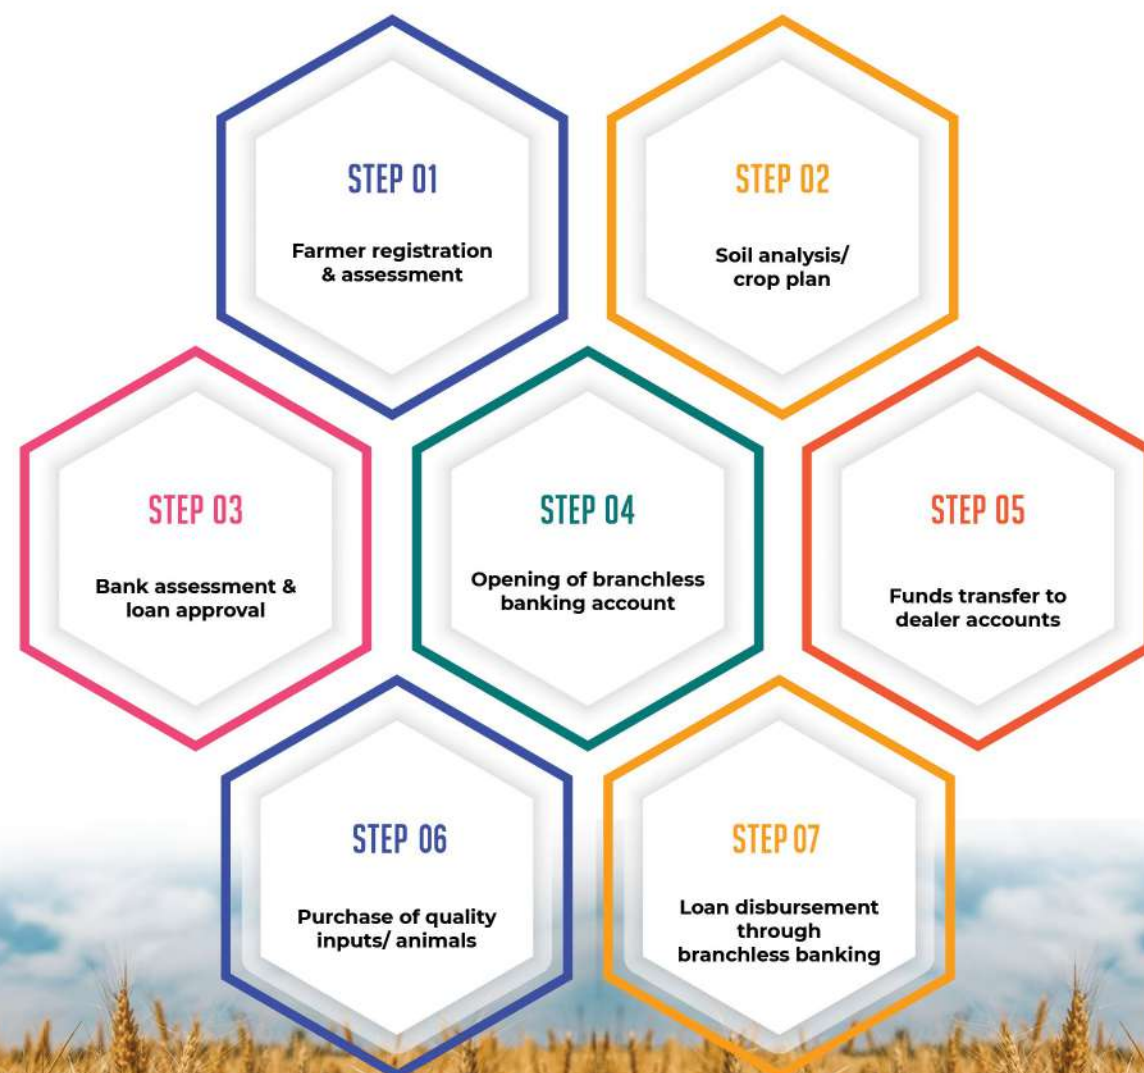 STEP 01
Farmer registration
& assessment
STEP 02
Soil analysis/
crop plan
STEP 03
Bank assessment &
loan approval
STEP 04
Opening of branchless
banking account
STEP 05
Funds transfer to
dealer accounts
STEP 06
Purchase of quality
inputs/ animals
STEP 07
Loan disbursement
through
branchless banking